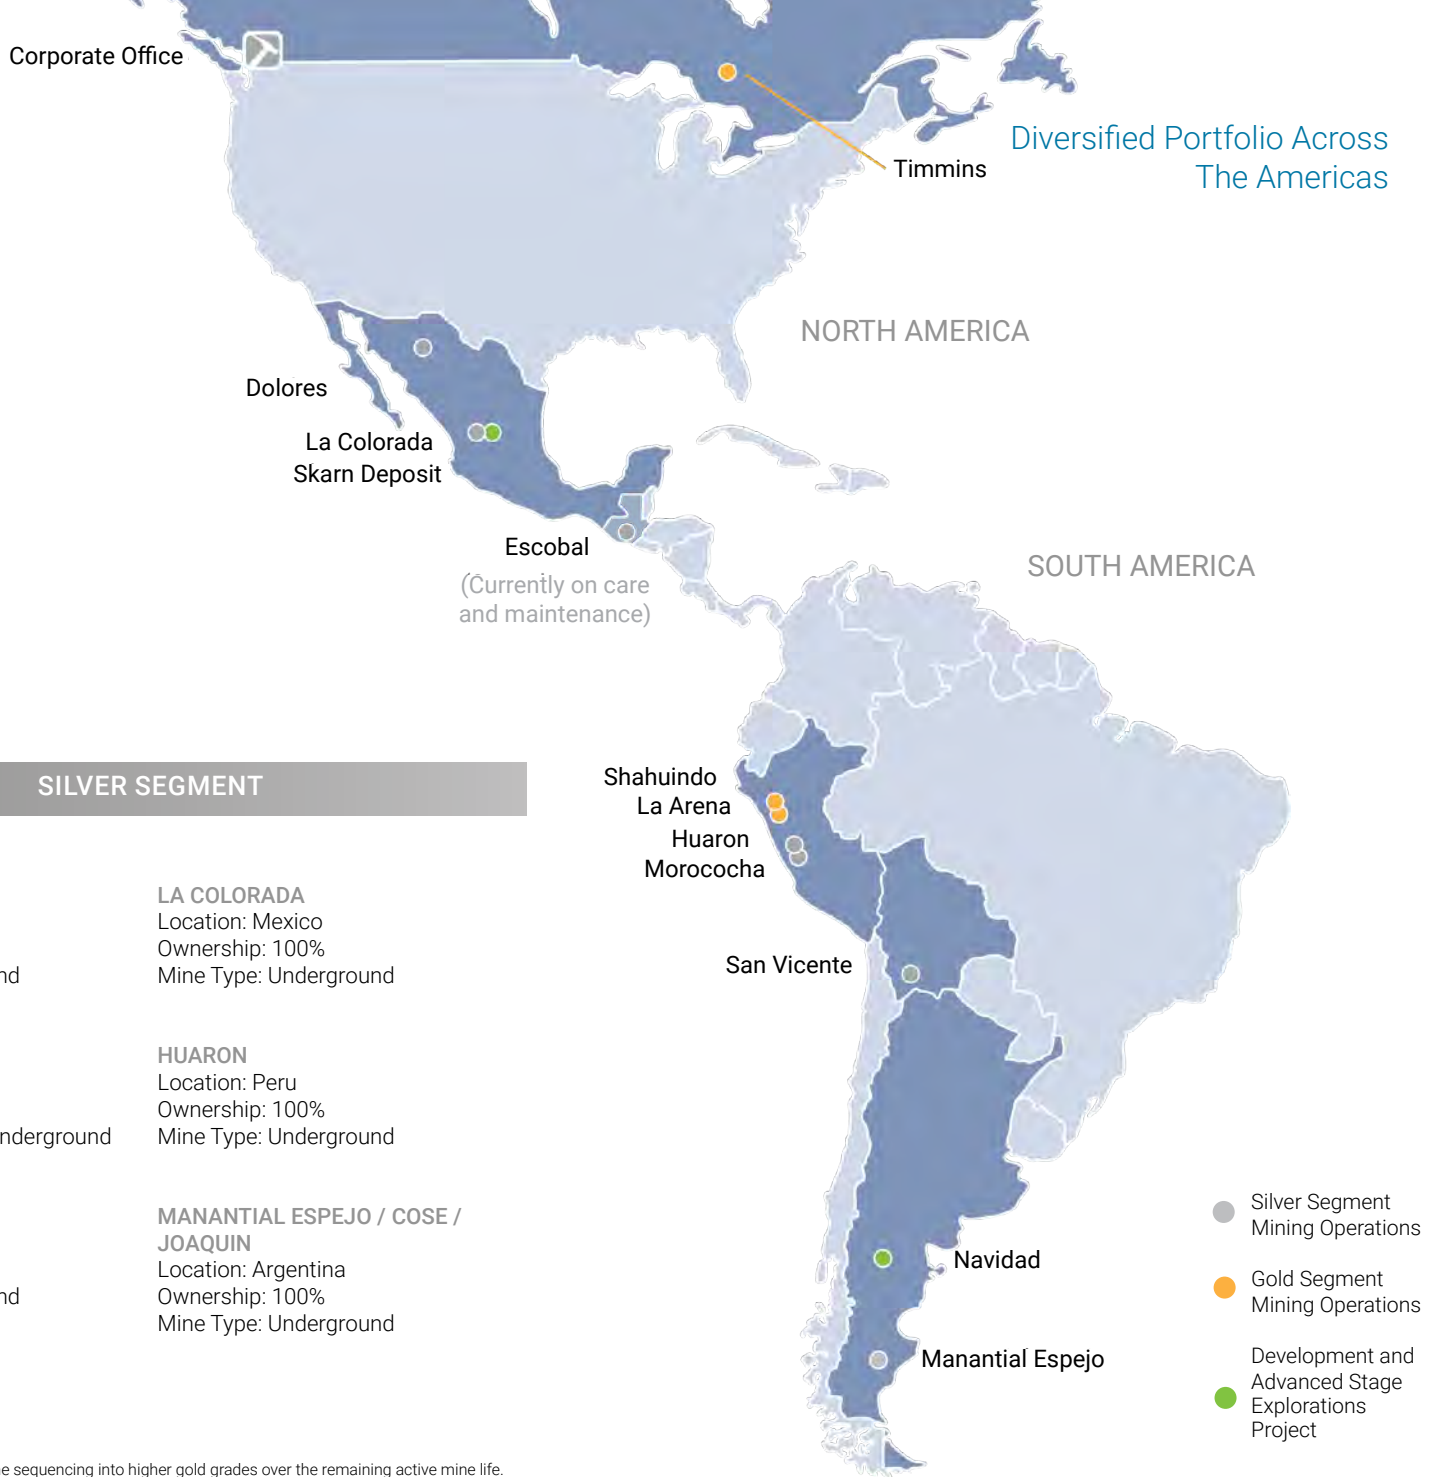 Corporate Office
Timmins
Diversified Portfolio Across
The Americas
NORTH AMERICA
Dolores
La Colorada
Skarn Deposit
Escobal
(Currently on care
and maintenance)
SOUTH AMERICA
Shahuindo
La Arena
Huaron
Morococha
San Vicente
Navidad
Manantial Espejo
SILVER SEGMENT
LA COLORADA
Location: Mexico
Ownership: 100%
Mine Type: Underground
HUARON
Location: Peru
Ownership: 100%
Mine Type: Underground
MANANTIAL ESPEJO / COSE /
JOAQUIN
Location: Argentina
Ownership: 100%
Mine Type: Underground
nd
nderground
nd
Silver Segment
Mining Operations
Gold Segment
Mining Operations
Development and
Advanced Stage
Explorations
Project
e sequencing into higher gold grades over the remaining active mine life.